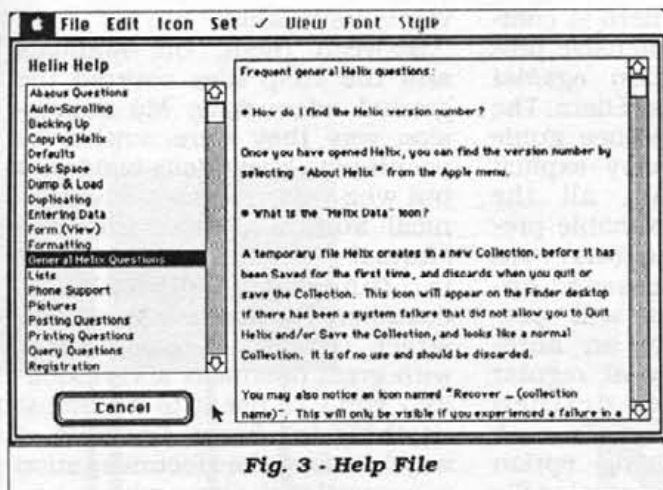 File Edit Icon Set ✓ View Font Style
Helix Help
Abacus Questions
Auto-Scrolling
Backing Up
Copying Helix
Defaults
Disk Space
Dump & Load
Duplicating
Entering Data
Form (View)
Formatting
General Helix Questions
Lists
Phone Support
Pictures
Posting Questions
Printing Questions
Query Questions
Registration
Cancel
Frequent general Helix questions:
• How do I find the Helix version number?
Once you have opened Helix, you can find the version number by
selecting "About Helix" from the Apple menu.
• What is the "Helix Data" icon?
A temporary file Helix creates in a new Collection, before it has
been Saved for the first time, and discards when you quit or
save the Collection. This icon will appear on the Finder desktop
if there has been a system failure that did not allow you to Quit
Helix and/or Save the Collection, and looks like a normal
Collection. It is of no use and should be discarded.
You may also notice an icon named "Recover - (collection
name)". This will only be visible if you experienced a failure in a
Fig. 3 Help File